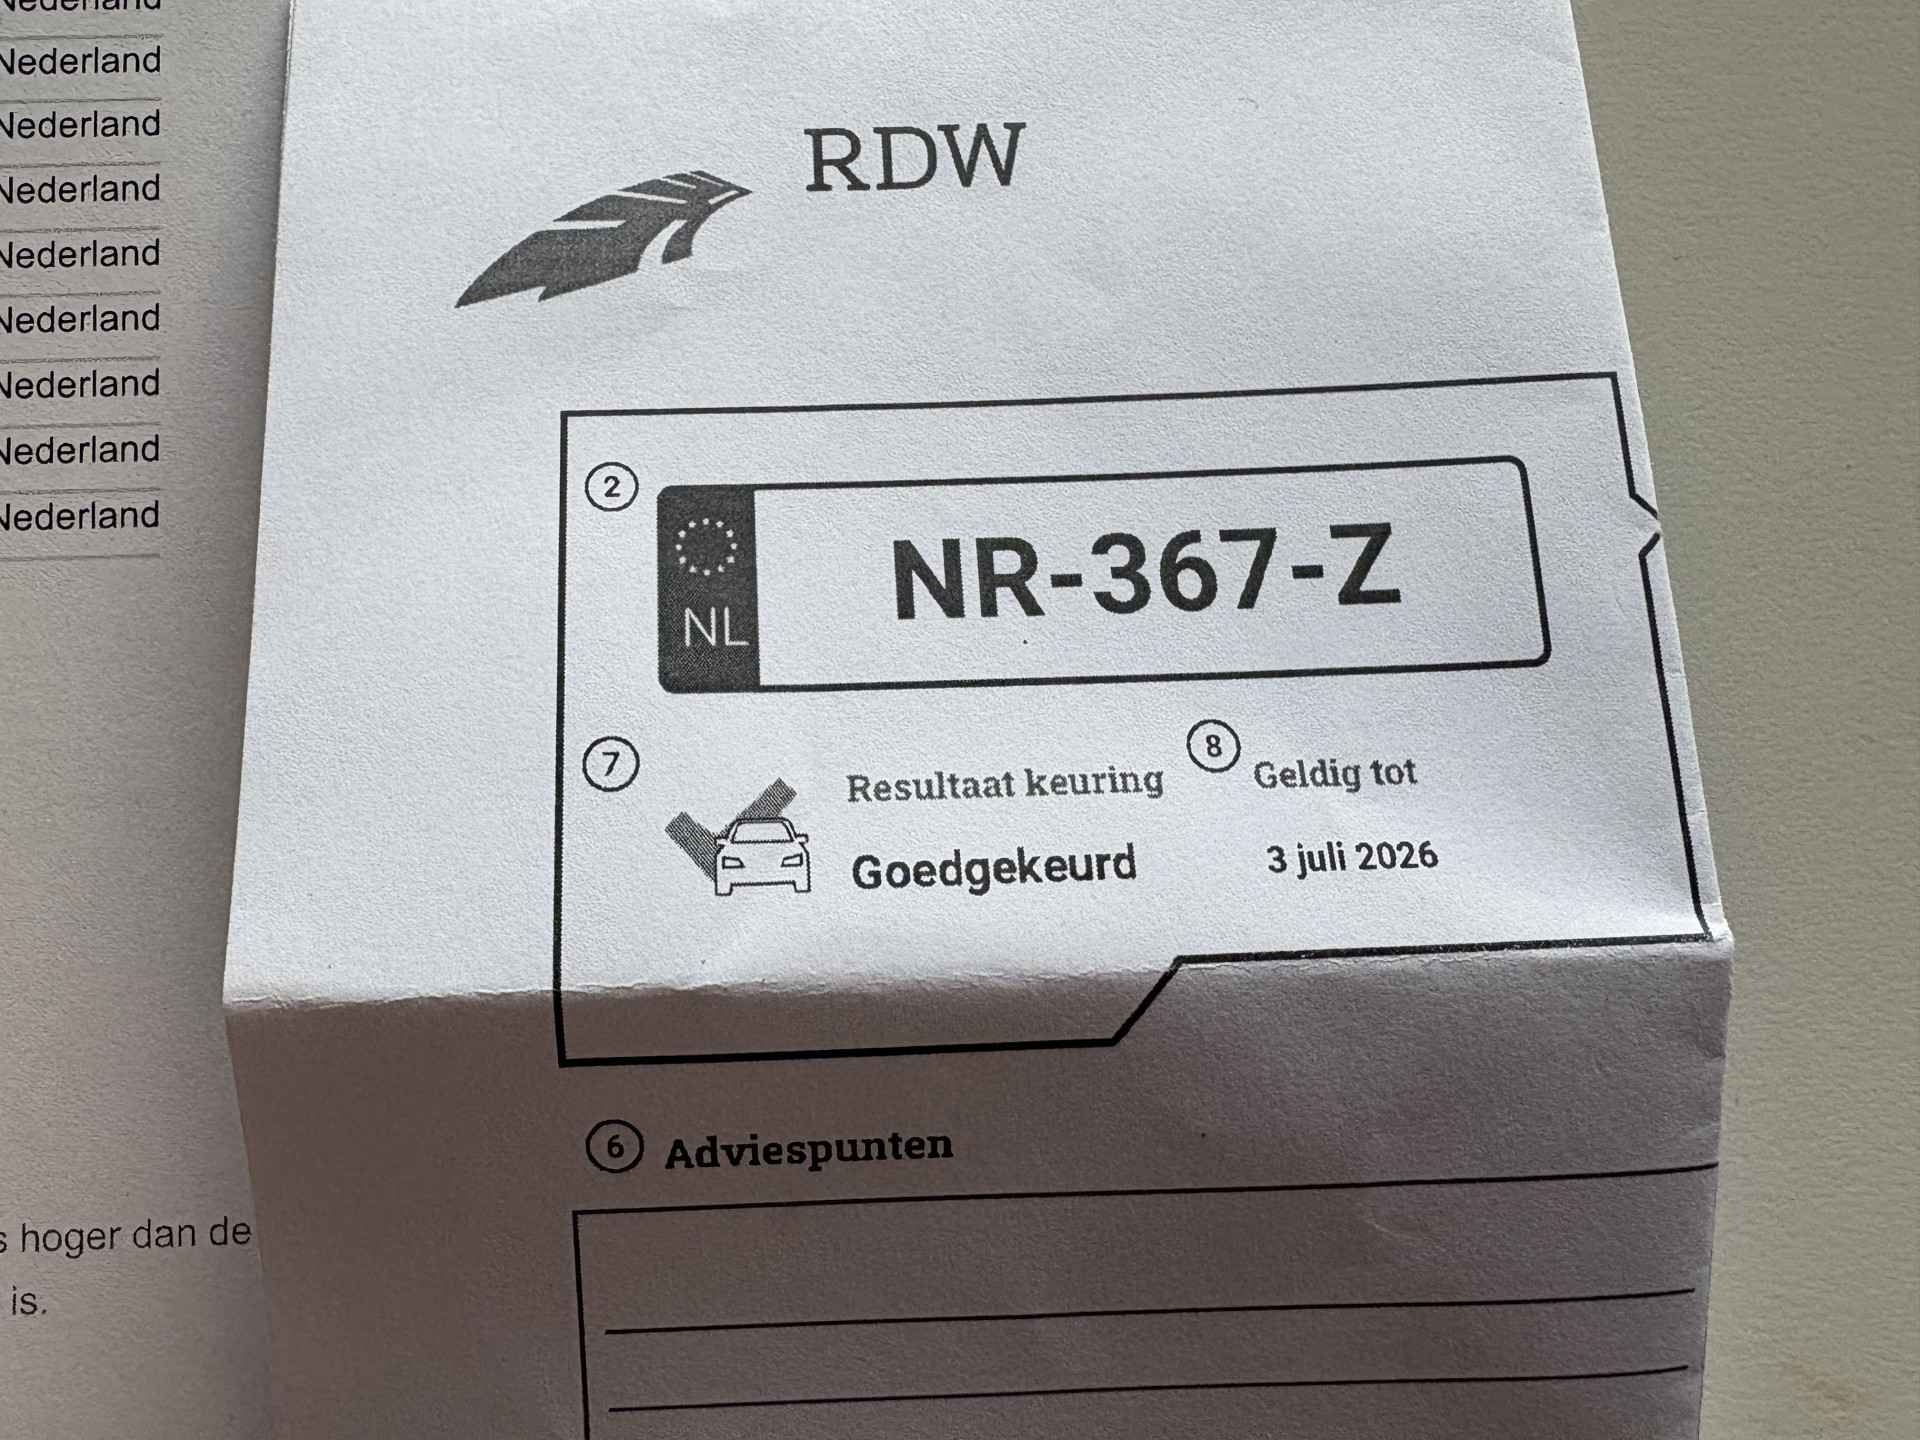 Nederland
Nederland
Nederland
Nederland
Nederland
Nederland
Nederland
Nederland
Nederland
hoger dan de
is.
RDW
2
NL
NR-367-Z
7
Resultaat keuring
Goedgekeurd
8
Geldig tot
3 juli 2026
6 Adviespunten